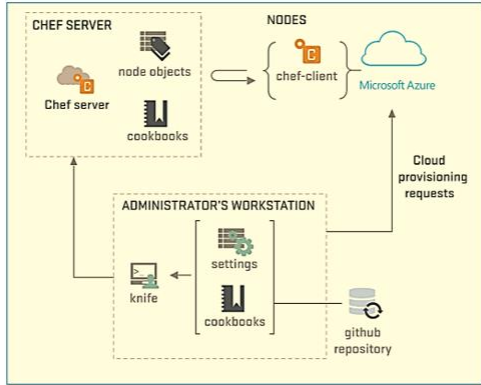 CHEF SERVER
node objects
Chef server
cookbooks
NODES
chef-client
Microsoft Azure
Cloud
provisioning
requests
ADMINISTRATOR'S WORKSTATION
settings
knife
cookbooks
github
repository